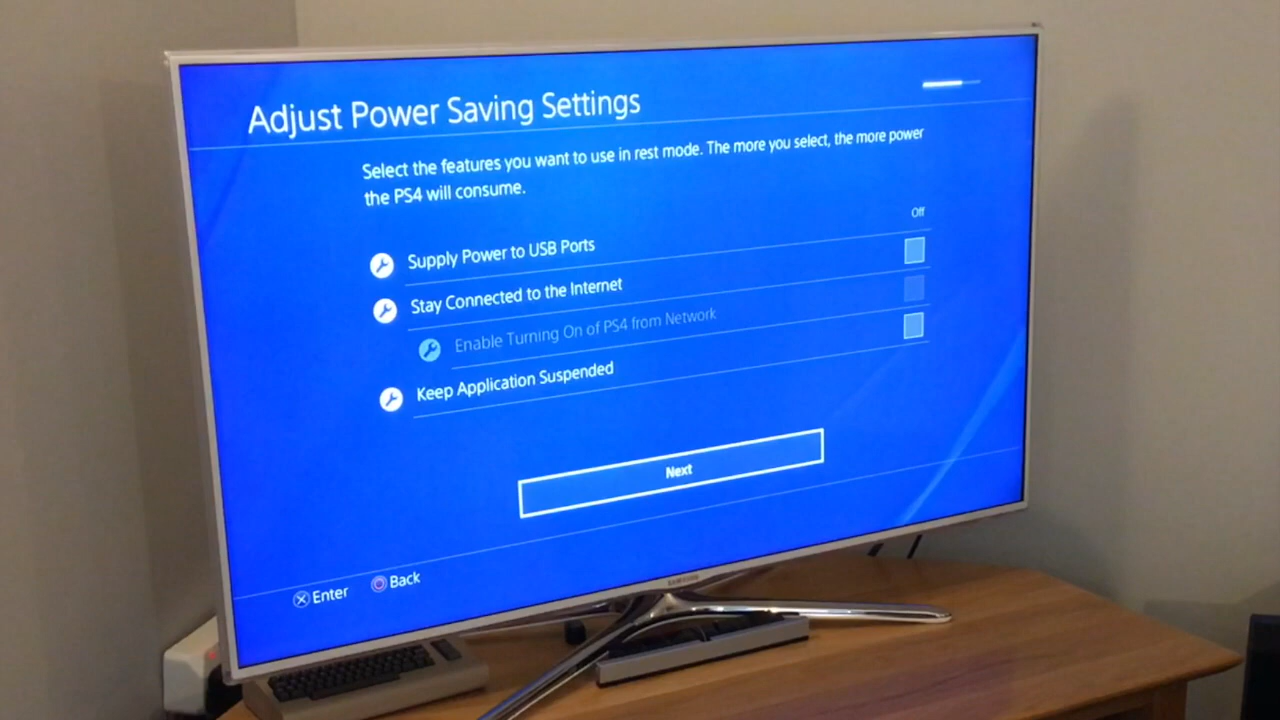 Adjust Power Saving Settings
Select the features you want to use in rest mode. The more you select, the more power
the PS4 will consume.
Off
Supply Power to USB Ports
Stay Connected to the Internet
Enable Turning On of PS4 from Network
Keep Application Suspended
Next
Enter
Back
SAMSUNG